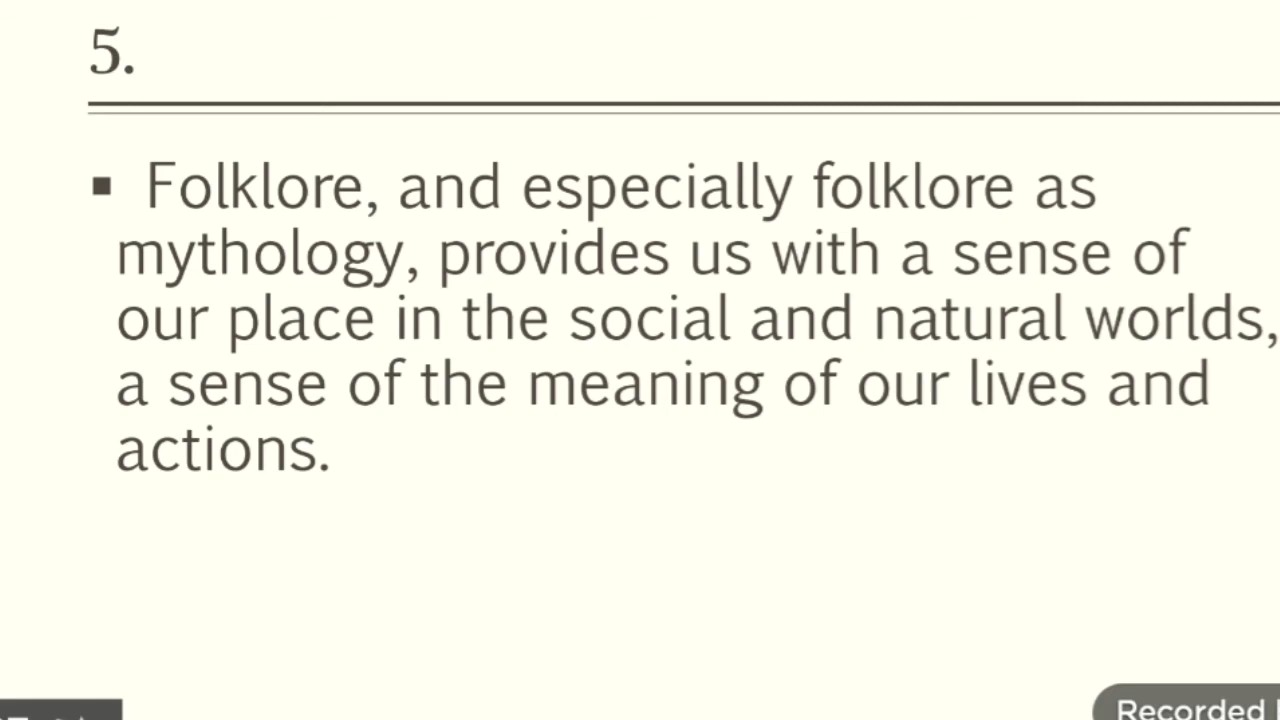 5.
▪ Folklore, and especially folklore as
mythology, provides us with a sense of
our place in the social and natural worlds,
a sense of the meaning of our lives and
actions.
Recorded